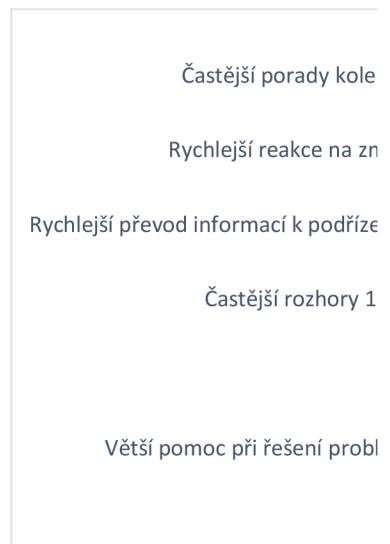 Častější porady kole
Rychlejší reakce na zn
Rychlejší převod informací k podříze
Častější rozhory 1
Větší pomoc při řešení probl